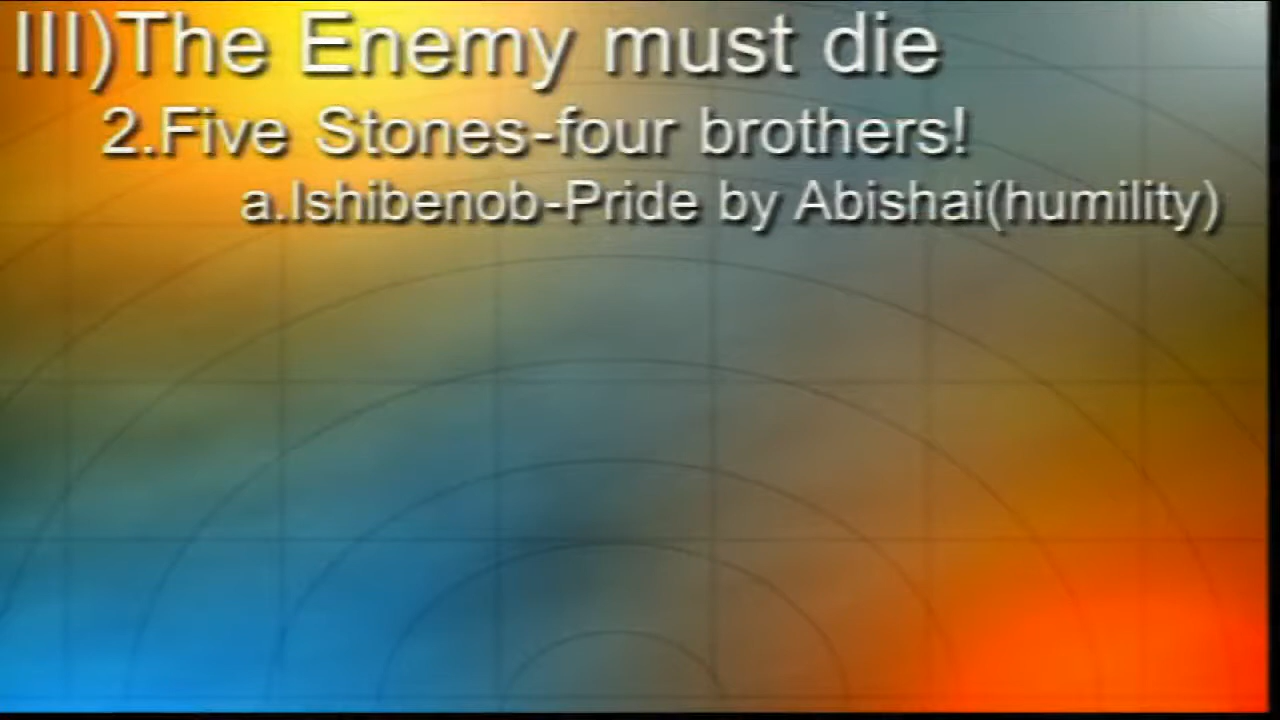 III)The Enemy must die
2.Five Stones-four brothers!
a.Ishibenob-Pride by Abishai(humility)